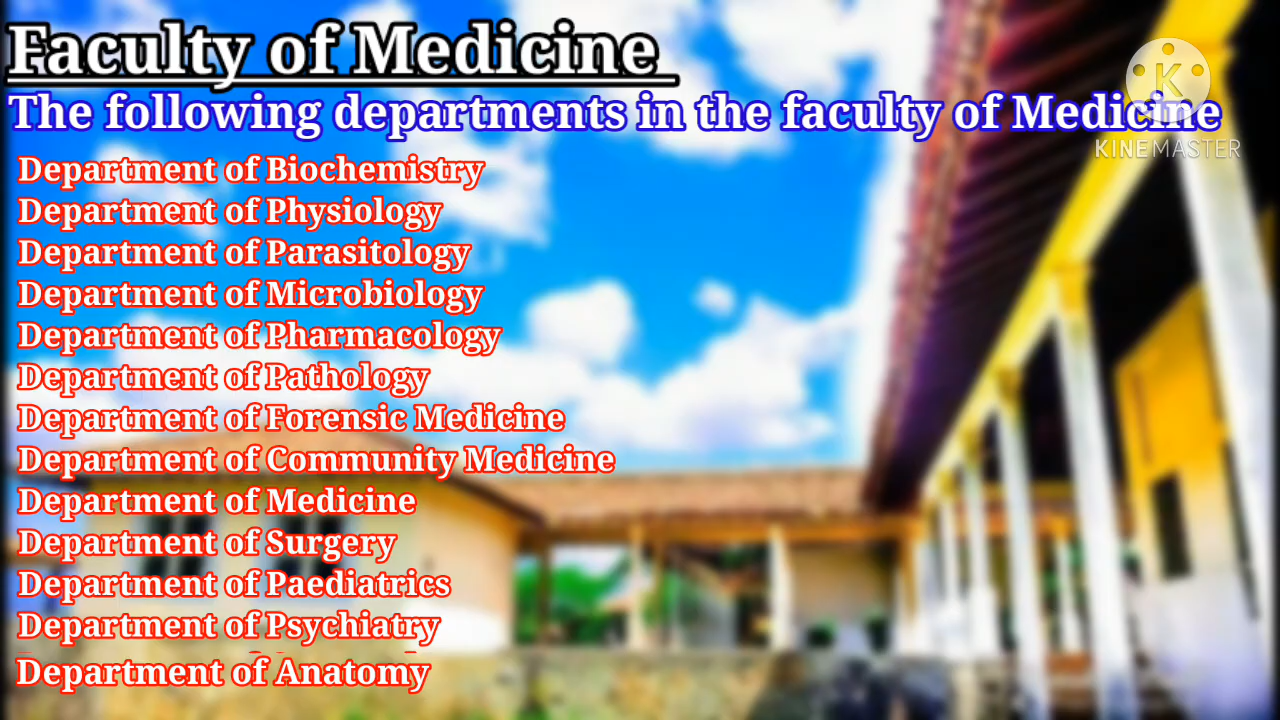 Faculty of Medicine
The following departments in the faculty of Medicine
Department of Biochemistry
Department of Physiology
Department of Parasitology
Department of Microbiology
Department of Pharmacology
Department of Pathology
Department of Forensic Medicine
Department of Community Medicine
Department of Medicine
Department of Surgery
Department of Paediatrics
Department of Psychiatry
Department of Anatomy
K
KINEMASTER